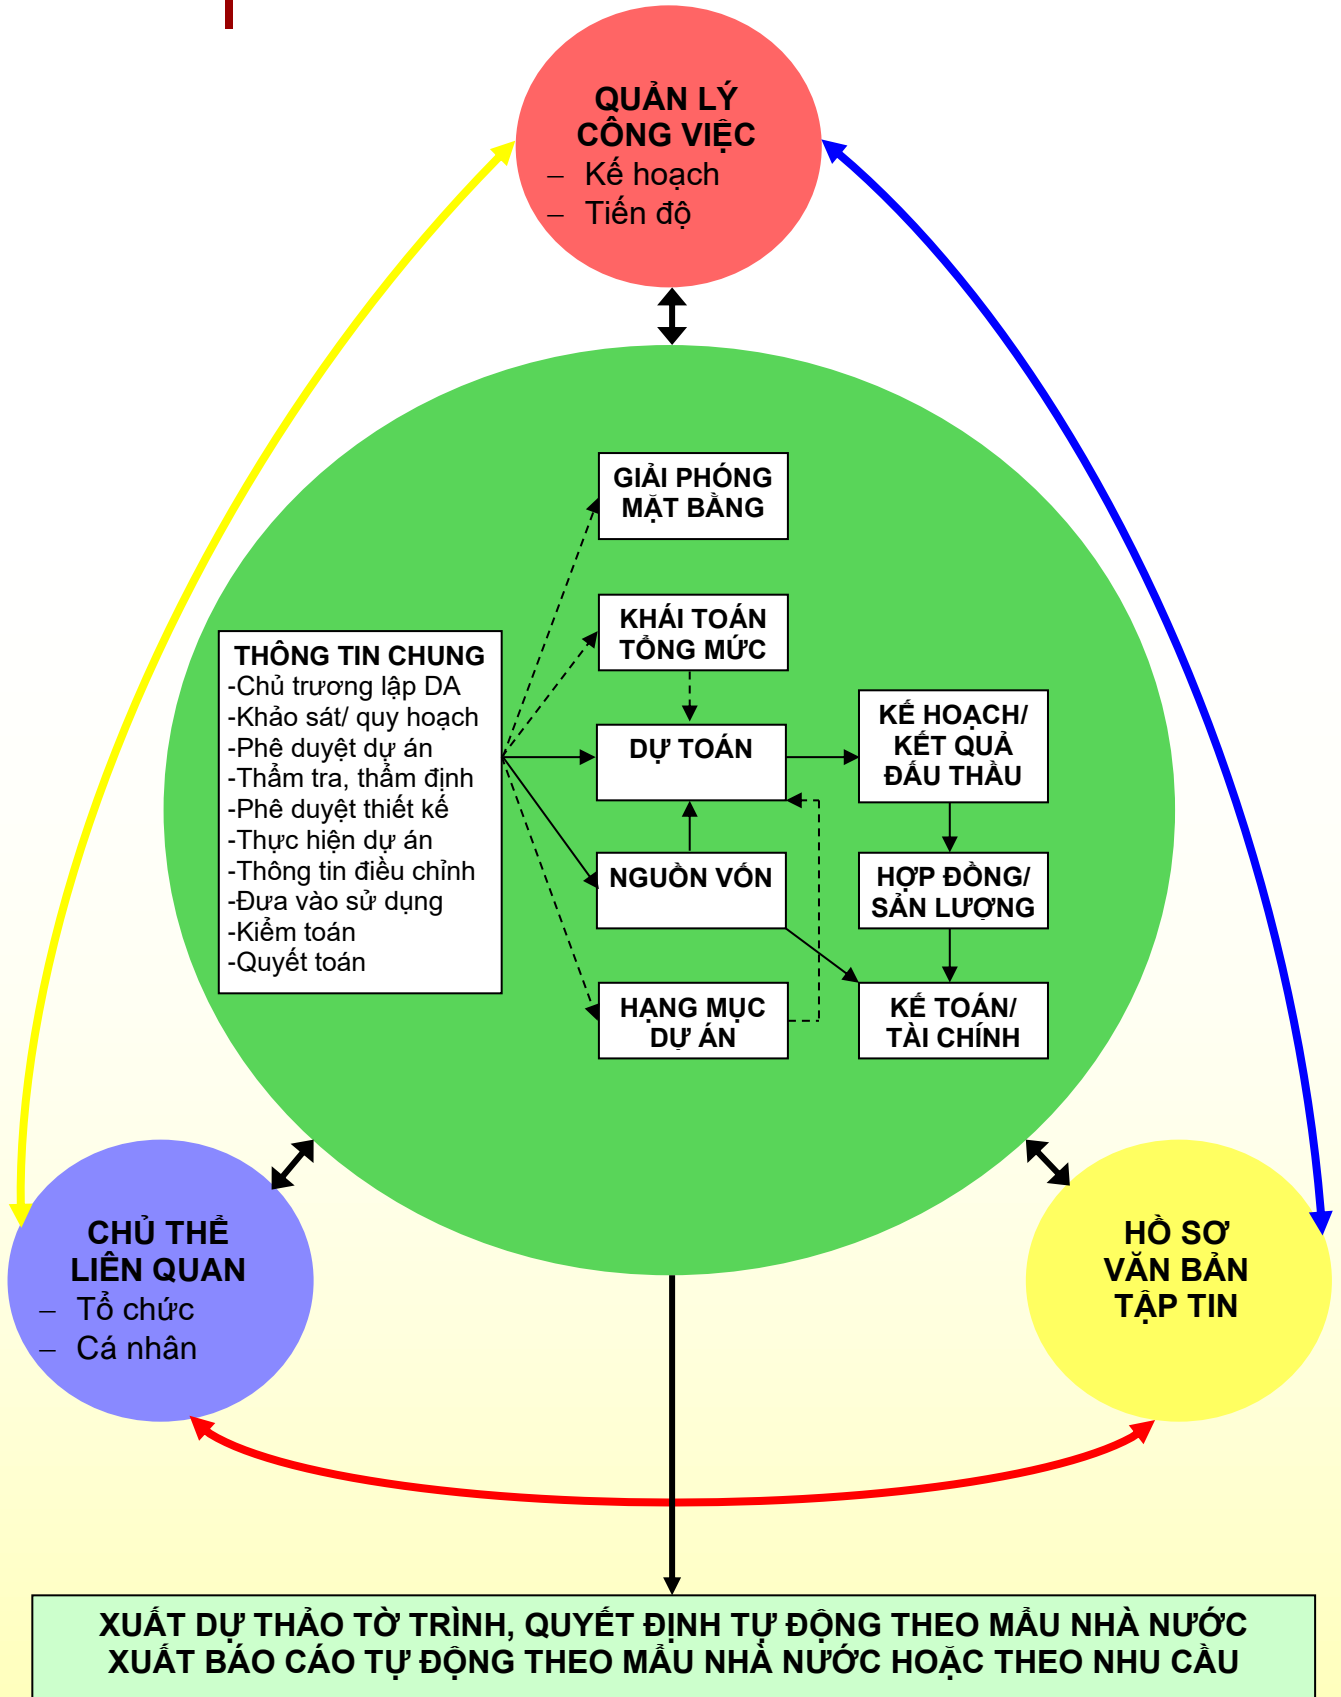 QUẢN LÝ
CÔNG VIỆC
– Kế hoạch
– Tiến độ
GIẢI PHÓNG
MẶT BẰNG
KHÁI TOÁN
TỔNG MỨC
THÔNG TIN CHUNG
-Chủ trương lập DA
-Khảo sát/ quy hoạch
-Phê duyệt dự án
-Thẩm tra, thẩm định
-Phê duyệt thiết kế
-Thực hiện dự án
-Thông tin điều chỉnh
-Đưa vào sử dụng
-Kiểm toán
-Quyết toán
DỰ TOÁN
KẾ HOẠCH/
KẾT QUẢ
ĐẤU THẦU
NGUỒN VỐN
HỢP ĐỒNG/
SẢN LƯỢNG
HẠNG MỤC
DỰ ÁN
KẾ TOÁN/
TÀI CHÍNH
CHỦ THỂ
LIÊN QUAN
– Tổ chức
– Cá nhân
HỒ SƠ
VĂN BẢN
TẬP TIN
XUẤT DỰ THẢO TỜ TRÌNH, QUYẾT ĐỊNH TỰ ĐỘNG THEO MẪU NHÀ NƯỚC
XUẤT BÁO CÁO TỰ ĐỘNG THEO MẪU NHÀ NƯỚC HOẶC THEO NHU CẦU